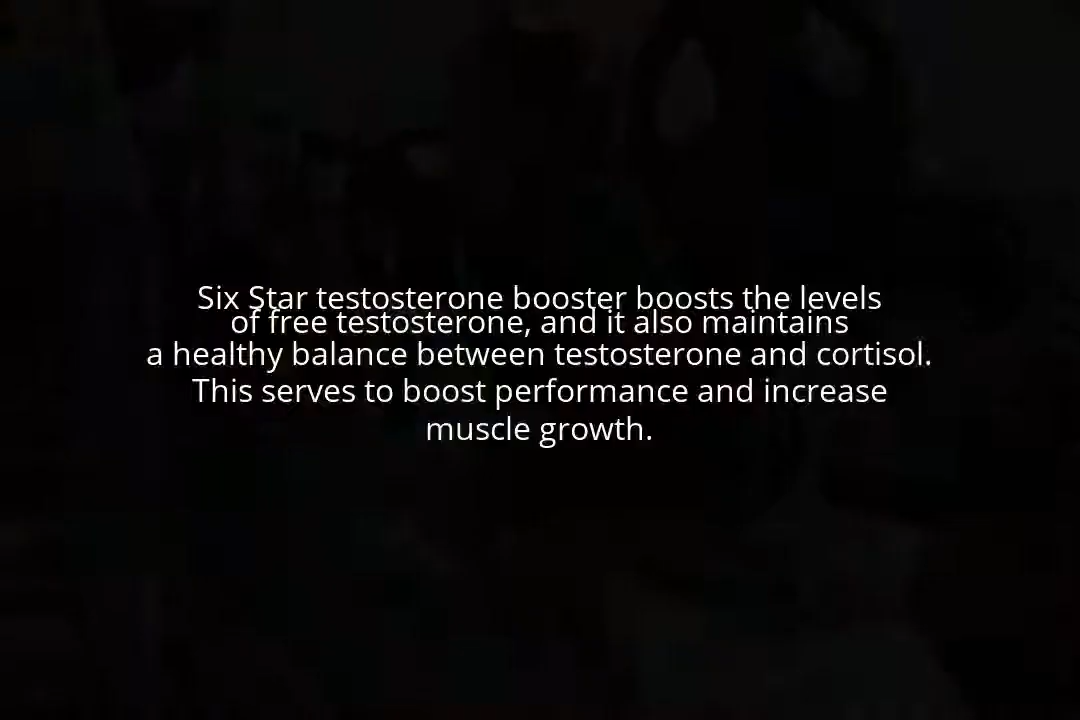 Six Star testosterone booster boosts the levels
of free testosterone, and it also maintains
a healthy balance between testosterone and cortisol.
This serves to boost performance and increase
muscle growth.